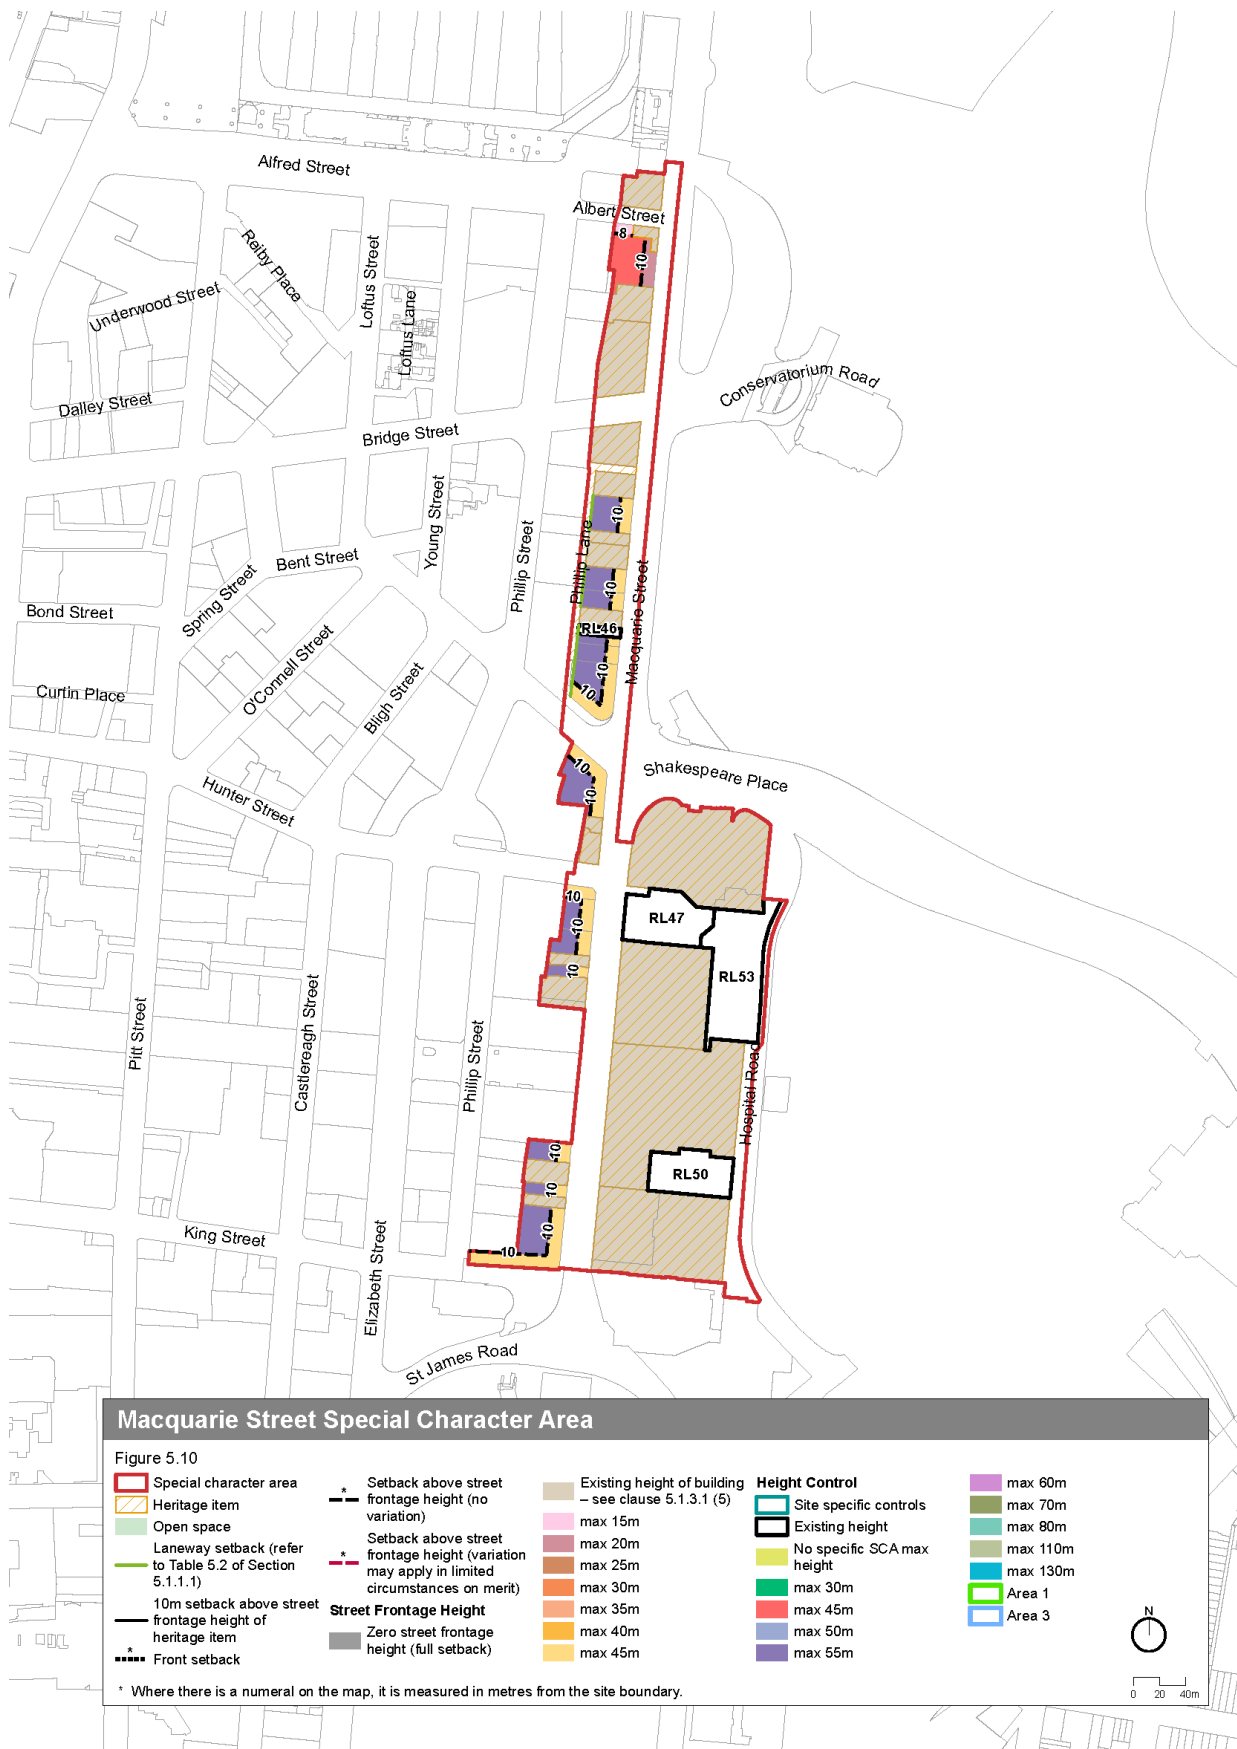 Alfred Street
Albert Street
8
10
Reiby Place
Loftus Street
Underwood Street
Loftus Lane
Conservatorium Road
Dalley Street
Bridge Street
Young Street
10
Phillip Street
Phillip Lane
Bent Street
10
Macquarie Street
Spring Street
Bond Street
RL46
O'Connell Street
10
10
Bligh Street
Curtin Place
10
10
Shakespeare Place
Hunter Street
10
10
RL47
10
RL53
Pitt Street
Castlereagh Street
Phillip Street
Hospital Road
10
RL50
10
10
10
King Street
Elizabeth Street
St James Road
Macquarie Street Special Character Area
Figure 5.10
Special character area
Heritage item
Open space
Laneway setback (refer
to Table 5.2 of Section
5.1.1.1)
10m setback above street
frontage height of
heritage item
*
Front setback
*
Setback above street
frontage height (no
variation)
*
Setback above street
frontage height (variation
may apply in limited
circumstances on merit)
Street Frontage Height
Zero street frontage
height (full setback)
Existing height of building
– see clause 5.1.3.1 (5)
max 15m
max 20m
max 25m
max 30m
max 35m
max 40m
max 45m
Height Control
Site specific controls
Existing height
No specific SCA max
height
max 30m
max 45m
max 50m
max 55m
max 60m
max 70m
max 80m
max 110m
max 130m
Area 1
Area 3
N
0 20 40m
* Where there is a numeral on the map, it is measured in metres from the site boundary.